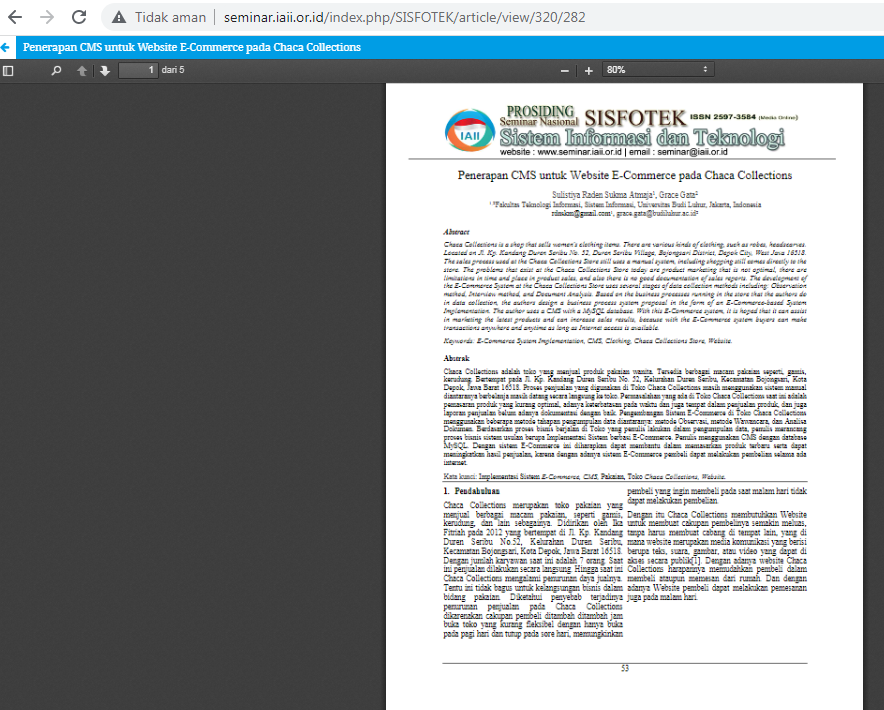 Tidak aman
seminar.iaii.or.id/index.php/SISFOTEK/article/view/320/282
Penerapan CMS untuk Website E-Commerce pada Chaca Collections
1 dari 5
80%
IAII
PROSIDING
Seminar Nasional
SISFOTEK
ISSN 2597-3584 (Media Online)
Sistem Informasi dan Teknologi
website : www.seminar.iaii.or.id | email : seminar@iaii.or.id
Penerapan CMS untuk Website E-Commerce pada Chaca Collections
Sulistiya Raden Sukma Atmaja¹, Grace Gata²
Fakultas Teknologi Informasi, Sistem Informasi, Universitas Budi Luhur, Jakarta, Indonesia
grace.gata@budiluhur.ac.id²
Abstract
Chaca Collections is a shop that sells women's clothing items. There are various kinds of clothing, such as robes, headscarves.
Located on Jl. Kp. Kandang Duren Seribu No. 52, Duren Seribu Village, Bojongsari District, Depok City, West Java 16518.
The sales process used at the Chaca Collections Store still uses a manual system, including shopping still comes directly to the
store. The problems that exist at the Chaca Collections Store today are product marketing that is not optimal, there are
limitations in time and place in product sales, and also there is no good documentation of sales reports. The development of
the E-Commerce System at the Chaca Collections Store uses several stages of data collection methods including: Observation
method, Interview method, and Document Analysis. Based on the business processes running in the store that the authors do
in data collection, the authors design a business process system proposal in the form of an E-Commerce-based System
Implementation. The author uses a CMS with a MySQL database. With this E-Commerce system, it is hoped that it can assist
in marketing the latest products and can increase sales results, because with the E-Commerce system buyers can make
transactions anywhere and anytime as long as Internet access is available.
Keywords: E-Commerce System Implementation, CMS, Clothing, Chaca Collections Store, Website.
Abstrak
Chaca Collections adalah toko yang menjual produk pakaian wanita. Tersedia berbagai macam pakaian seperti, gamis,
kerudung. Bertempat pada Jl. Kp. Kandang Duren Seribu No. 52, Kelurahan Duren Seribu, Kecamatan Bojongsari, Kota
Depok, Jawa Barat 16518. Proses penjualan yang digunakan di Toko Chaca Collections masih menggunakan sistem manual
diantaranya berbelanja masih datang secara langsung ke toko. Permasalahan yang ada di Toko Chaca Collections saat ini adalah
pemasaran produk yang kurang optimal, adanya keterbatasan pada waktu dan juga tempat dalam penjualan produk, dan juga
laporan penjualan belum adanya dokumentasi dengan baik. Pengembangan Sistem E-Commerce di Toko Chaca Collections
menggunakan beberapa metode tahapan pengumpulan data diantaranya: metode Observasi, metode Wawancara, dan Analisa
Dokumen. Berdasarkan proses bisnis berjalan di Toko yang penulis lakukan dalam pengumpulan data, penulis merancang
proses bisnis sistem usulan berupa Implementasi Sistem berbasi E-Commerce. Penulis menggunakan CMS dengan database
MySQL. Dengan sistem E-Commerce ini diharapkan dapat membantu dalam memasarkan produk terbaru serta dapat
meningkatkan hasil penjualan, karena dengan adanya sistem E-Commerce pembeli dapat melakukan pembelian selama ada
internet.
Kata kunci: Implementasi Sistem E-Commerce, CMS, Pakaian, Toko Chaca Collections, Website.
1. Pendahuluan
Chaca Collections merupakan toko pakaian yang
menjual berbagai macam pakaian, seperti gamis,
kerudung, dan lain sebagainya. Didirikan oleh Ika
Fitriah pada 2012 yang bertempat di Jl. Kp. Kandang
Duren Seribu No.52, Kelurahan Duren Seribu,
Kecamatan Bojongsari, Kota Depok, Jawa Barat 16518.
Dengan jumlah karyawan saat ini adalah 7 orang. Saat
ini penjualan dilakukan secara langsung. Hingga saat ini
Chaca Collections mengalami penurunan daya jualnya.
Tentu ini tidak bagus untuk kelangsungan bisnis dalam
bidang pakaian. Diketahui penyebab terjadinya
penurunan penjualan pada Chaca Collections
dikarenakan cakupan pembeli ditambah ditambah jam
buka toko yang kurang fleksibel dengan hanya buka
pada pagi hari dan tutup pada sore hari, memungkinkan
pembeli yang ingin membeli pada saat malam hari tidak
dapat melakukan pembelian.
Dengan itu Chaca Collections membutuhkan Website
untuk membuat cakupan pembelinya semakin meluas,
tanpa harus membuat cabang di tempat lain, yang di
mana website merupakan media komunikasi yang berisi
berupa teks, suara, gambar, atau video yang dapat di
akses secara publik[1]. Dengan adanya website Chaca
Collections harapannya memudahkan pembeli dalam
membeli ataupun memesan dari rumah. Dan dengan
adanya Website pembeli dapat melakukan pemesanan
juga pada malam hari.
53